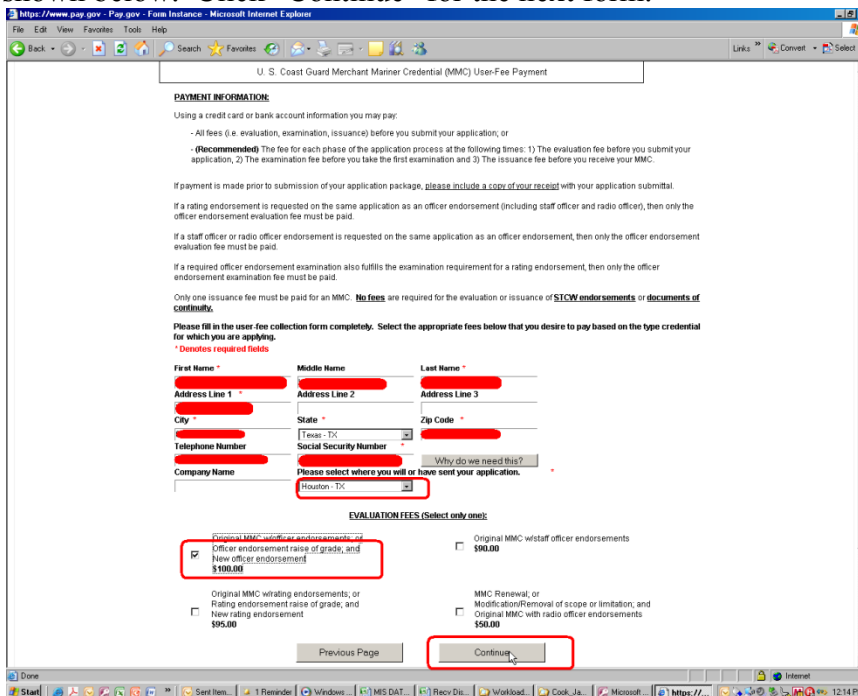 shown below. Click "Continue" for the next form.
https://www.pay.gov - Pay.gov - Form Instance - Microsoft Internet Explorer
File Edit View Favorites Tools Help
Back Search Favorites Links » Convert Select
U. S. Coast Guard Merchant Mariner Credential (MMC) User-Fee Payment
PAYMENT INFORMATION:
Using a credit card or bank account information you may pay:
- All fees (i.e. evaluation, examination, issuance) before you submit your application; or
- (Recommended) The fee for each phase of the application process at the following times: 1) The evaluation fee before you submit your
application, 2) The examination fee before you take the first examination and 3) The issuance fee before you receive your MMC.
If payment is made prior to submission of your application package, please include a copy of your receipt with your application submittal.
If a rating endorsement is requested on the same application as an officer endorsement (including staff officer and radio officer), then only the
officer endorsement evaluation fee must be paid.
If a staff officer or radio officer endorsement is requested on the same application as an officer endorsement, then only the officer endorsement
evaluation fee must be paid.
If a required officer endorsement examination also fulfills the examination requirement for a rating endorsement, then only the officer
endorsement examination fee must be paid.
Only one issuance fee must be paid for an MMC. No fees are required for the evaluation or issuance of STCW endorsements or documents of
continuity.
Please fill in the user-fee collection form completely. Select the appropriate fees below that you desire to pay based on the type credential
for which you are applying.
* Denotes required fields
First Name * Middle Name Last Name *
Address Line 1 * Address Line 2 Address Line 3
City * State * Zip Code *
Texas - TX
Telephone Number Social Security Number *
Why do we need this?
Company Name Please select where you will or have sent your application. *
Houston - TX
EVALUATION FEES (Select only one):
Original MMC w/officer endorsements; or
Officer endorsement raise of grade; and
New officer endorsement
$100.00
Original MMC w/staff officer endorsements
$90.00
Original MMC w/rating endorsements; or
Rating endorsement raise of grade; and
New rating endorsement
$95.00
MMC Renewal; or
Modification/Removal of scope or limitation; and
Original MMC with radio officer endorsements
$50.00
Previous Page Continue
Done Internet
Start » Sent Item... 1 Reminder Windows ... MIS DAT... Recv Dis... Workload... Cook, Ja... Microsoft ... https://... 12:14 P